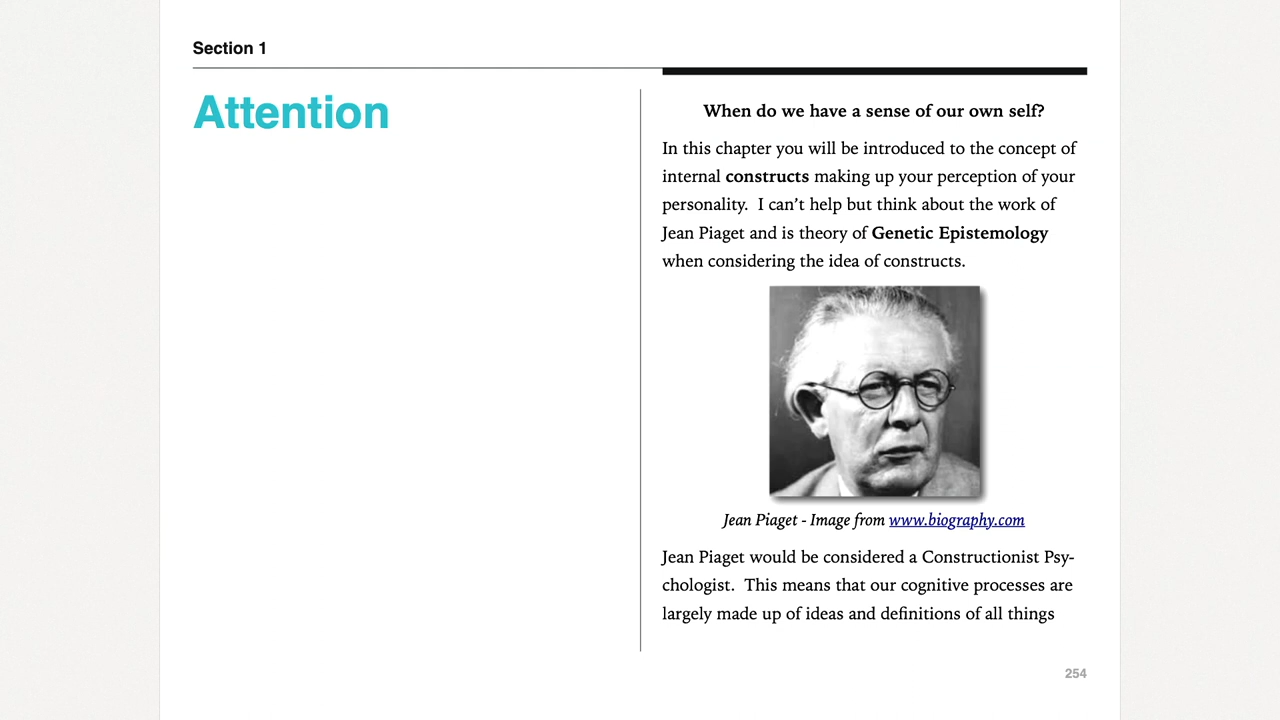 Section 1
Attention
When do we have a sense of our own self?
In this chapter you will be introduced to the concept of
internal constructs making up your perception of your
personality.  I can’t help but think about the work of
Jean Piaget and is theory of Genetic Epistemology
when considering the idea of constructs.
Jean Piaget - Image from www.biography.com
Jean Piaget would be considered a Constructionist Psy-
chologist.  This means that our cognitive processes are
largely made up of ideas and definitions of all things
254